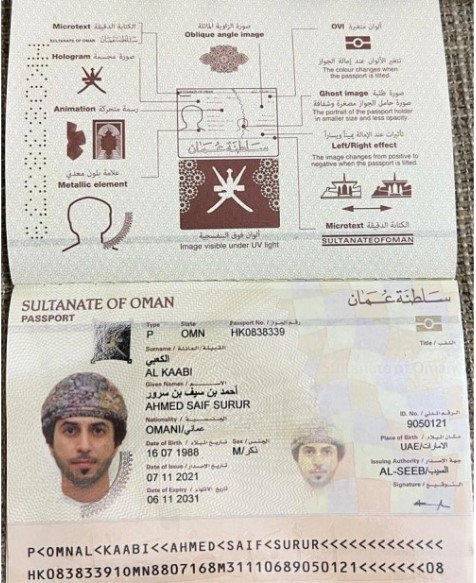 Microtext الكتابة الدقيقة
SULTANATE OF OMAN سلطنة عمان
صورة الزاوية المائلة
Oblique angle image
OVI ألوان متغيرة
تتغير الألوان عند إمالة الجواز
The colour changes when
the passport is tilted.
Hologram صورة مجسمة
Ghost image صورة ظلية
صورة حامل الجواز مصغرة وشفافة
The portrait of the passport holder
in smaller size and less opacity.
Animation رسمة متحركة
SULTANATE OF OMAN
سلطنة عمان
تأثيرات عند الإمالة يميناً ويساراً
Left/Right effect
The image changes from positive to
negative when the passport is tilted.
علامة بلون معدني
Metallic element
ألوان فوق البنفسجية
Image visible under UV light
Microtext الكتابة الدقيقة
SULTANATEOFOMAN
SULTANATE OF OMAN سلطنة عمان
PASSPORT
Type State Passport No. / رقم الجواز
P OMN HK0838339
Surname / القبيلة/العائلة
Title / اللقب
الكعبي
AL KAABI
Given Names / الاسم
أحمد بن سيف بن سرور
AHMED SAIF SURUR
Nationality / الجنسية
ID. No. / الرقم المدني
OMANI/عماني
9050121
Date of Birth / تاريخ الميلاد Sex / الجنس
Place of Birth / مكان الميلاد
16 07 1988 M/ذكر
UAE/الامارات
Date of Issue / تاريخ الإصدار
Issuing Authority / جهة الإصدار
07 11 2021
AL-SEEB/السيب
Date of Expiry / تاريخ الانتهاء
Signature / التوقيع
06 11 2031
P<OMNAL<KAABI<<AHMED<SAIF<SURUR<<<<<<<<<<<<<
HK083833910MN8807168M31110689050121<<<<<<<08